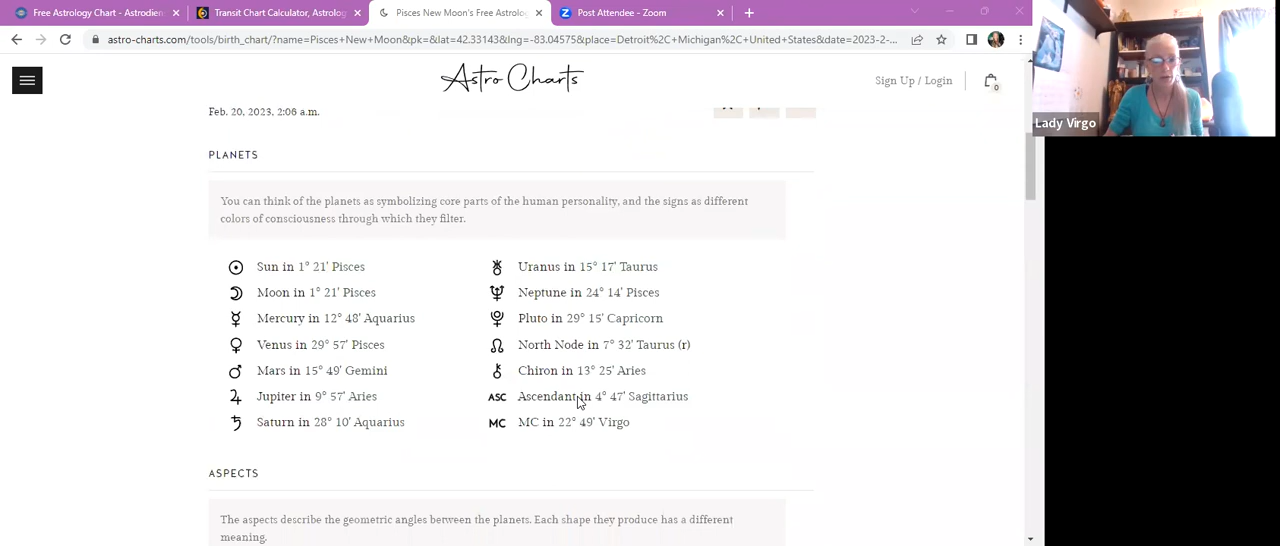 Free Astrology Chart - Astrodien
Transit Chart Calculator, Astrolog
Pisces New Moon's Free Astrolo
Post Attendee - Zoom
astro-charts.com/tools/birth_chart/?name=Pisces+New+Moon&pk=&lat=42.33143&lng=-83.04575&place=Detroit%2C+Michigan%2C+United+States&date=2023-2-...
Astro Charts
Sign Up / Login
0
Lady Virgo
Feb. 20, 2023, 2:06 a.m.
PLANETS
You can think of the planets as symbolizing core parts of the human personality, and the signs as different
colors of consciousness through which they filter.
Sun in 1° 21' Pisces
Moon in 1° 21' Pisces
Mercury in 12° 48' Aquarius
Venus in 29° 57' Pisces
Mars in 15° 49' Gemini
Jupiter in 9° 57' Aries
Saturn in 28° 10' Aquarius
Uranus in 15° 17' Taurus
Neptune in 24° 14' Pisces
Pluto in 29° 15' Capricorn
North Node in 7° 32' Taurus (r)
Chiron in 13° 25' Aries
ASC Ascendant in 4° 47' Sagittarius
MC MC in 22° 49' Virgo
ASPECTS
The aspects describe the geometric angles between the planets. Each shape they produce has a different
meaning.